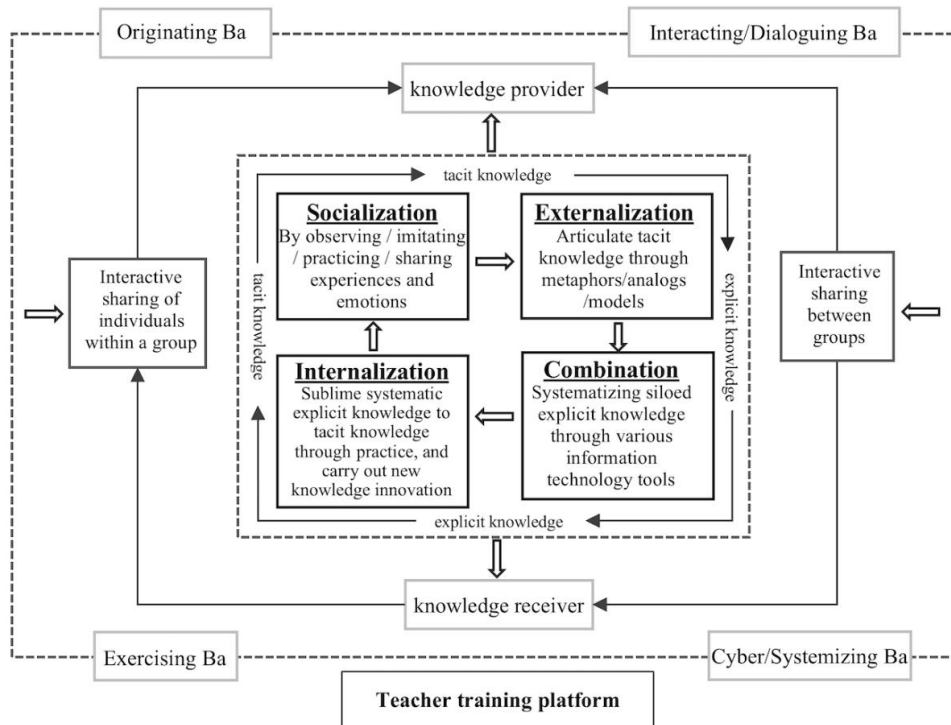 Originating Ba
Interacting/Dialoguing Ba
knowledge provider
tacit knowledge
Socialization
By observing / imitating
/ practicing / sharing
experiences and
emotions
Externalization
Articulate tacit
knowledge through
metaphors/analogs
/models
tacit knowledge
explicit knowledge
Interactive
sharing of
individuals
within a group
Interactive
sharing
between
groups
Internalization
Sublime systematic
explicit knowledge to
tacit knowledge
through practice, and
carry out new
knowledge innovation
Combination
Systematizing siloed
explicit knowledge
through various
information
technology tools
explicit knowledge
knowledge receiver
Exercising Ba
Cyber/Systemizing Ba
Teacher training platform